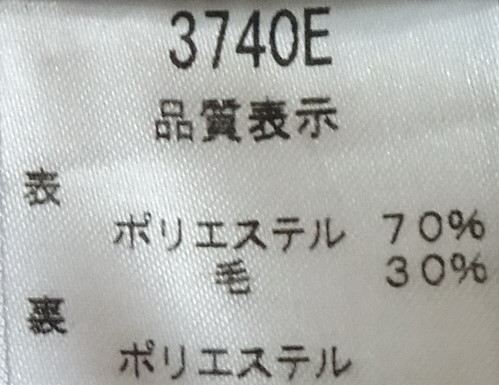 3740E
品質表示
表
ポリエステル 70%
毛 30%
裏
ポリエステル